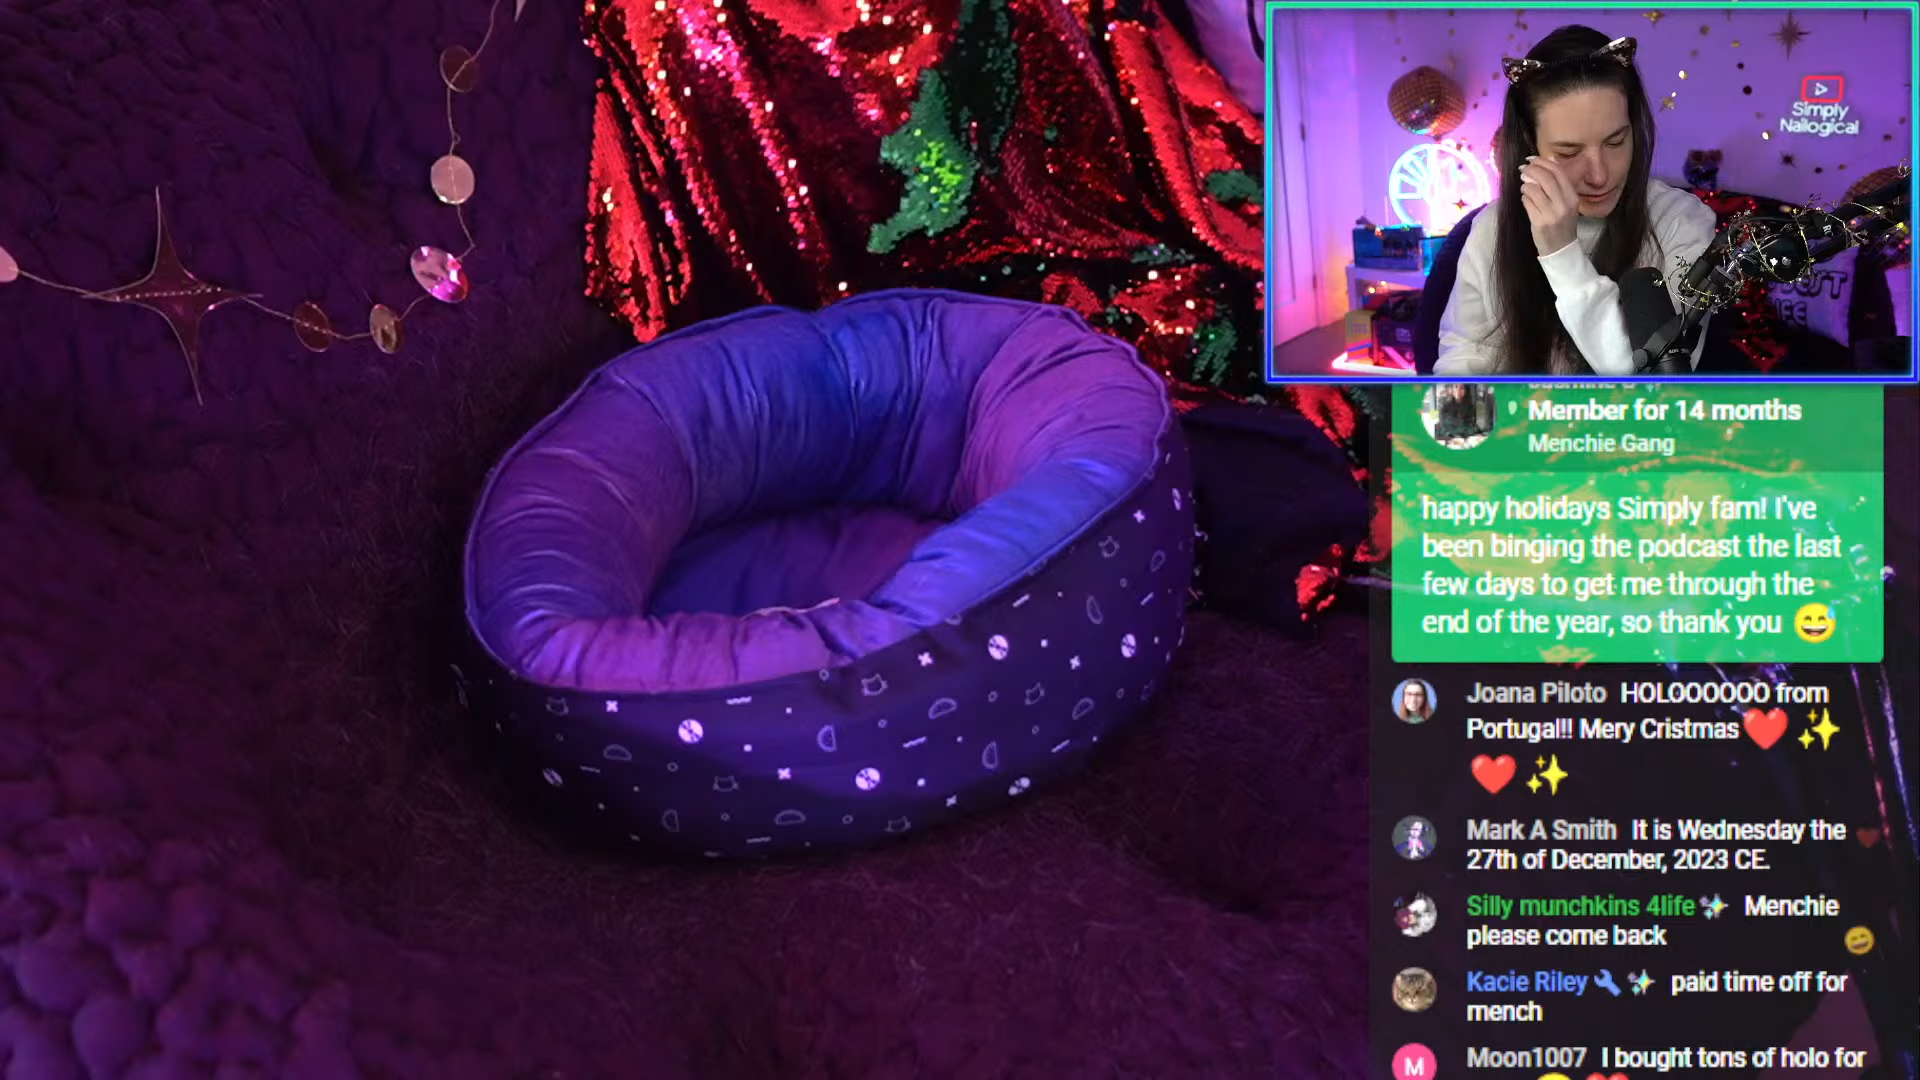 Simply
Nailogical
Member for 14 months
Menchie Gang
happy holidays Simply fam! I've
been binging the podcast the last
few days to get me through the
end of the year, so thank you 😅
Joana Piloto HOLOOOOOO from
Portugal!! Mery Cristmas ❤️ ✨
❤️ ✨
Mark A Smith It is Wednesday the
27th of December, 2023 CE.
Silly munchkins 4life✨ Menchie
please come back
Kacie Riley 🔧 ✨ paid time off for
mench
M Moon1007 I bought tons of holo for